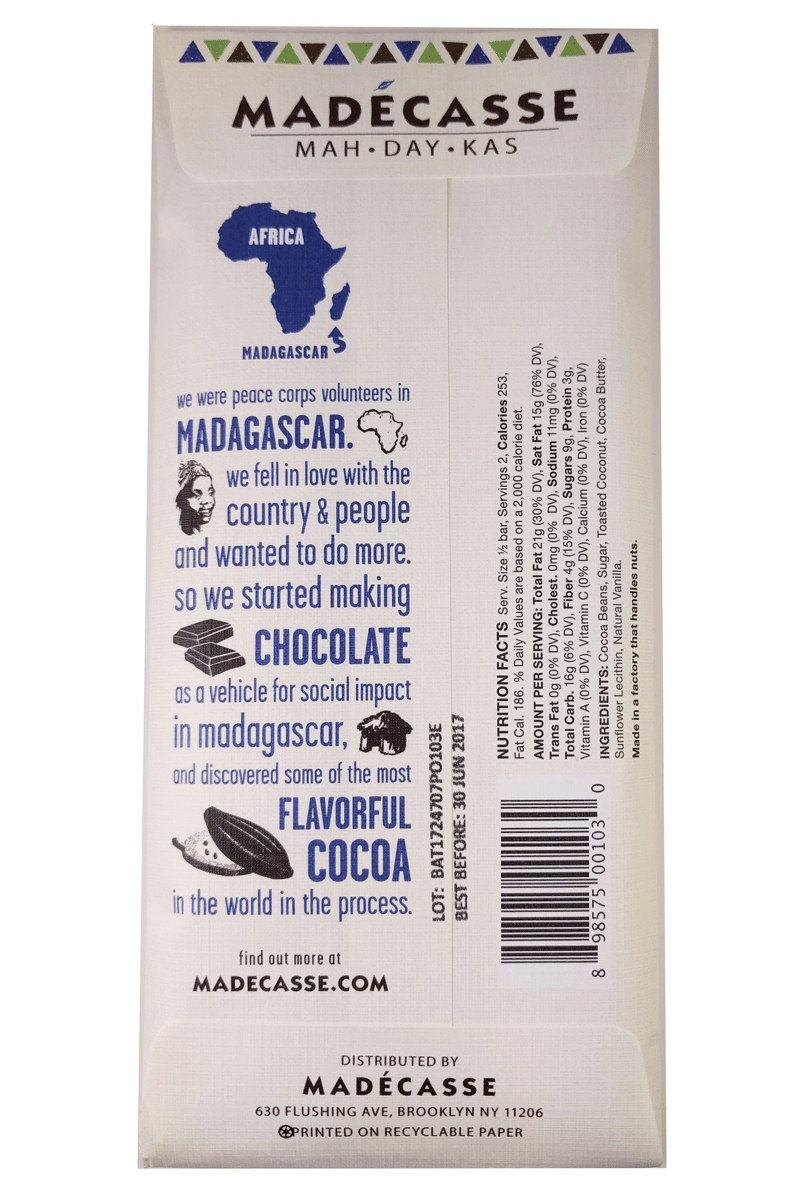 MADÉCASSE
MAH • DAY • KAS
AFRICA
MADAGASCAR
we were peace corps volunteers in
MADAGASCAR.
we fell in love with the
country & people
and wanted to do more.
so we started making
CHOCOLATE
as a vehicle for social impact
in madagascar,
and discovered some of the most
FLAVORFUL
COCOA
in the world in the process.
find out more at
MADECASSE.COM
LOT: BAT1724707PO103E
BEST BEFORE: 30 JUN 2017
NUTRITION FACTS Serv. Size ½ bar, Servings 2, Calories 253,
Fat Cal. 186. % Daily Values are based on a 2,000 calorie diet.
AMOUNT PER SERVING: Total Fat 21g (30% DV), Sat Fat 15g (76% DV),
Trans Fat 0g (0% DV), Cholest. 0mg (0% DV), Sodium 11mg (0% DV),
Total Carb. 16g (6% DV), Fiber 4g (15% DV), Sugars 9g, Protein 3g,
Vitamin A (0% DV), Vitamin C (0% DV), Calcium (0% DV), Iron (0% DV)
INGREDIENTS: Cocoa Beans, Sugar, Toasted Coconut, Cocoa Butter,
Sunflower Lecithin, Natural Vanilla.
Made in a factory that handles nuts.
8 98575 00103 0
DISTRIBUTED BY
MADÉCASSE
630 FLUSHING AVE, BROOKLYN NY 11206
PRINTED ON RECYCLABLE PAPER